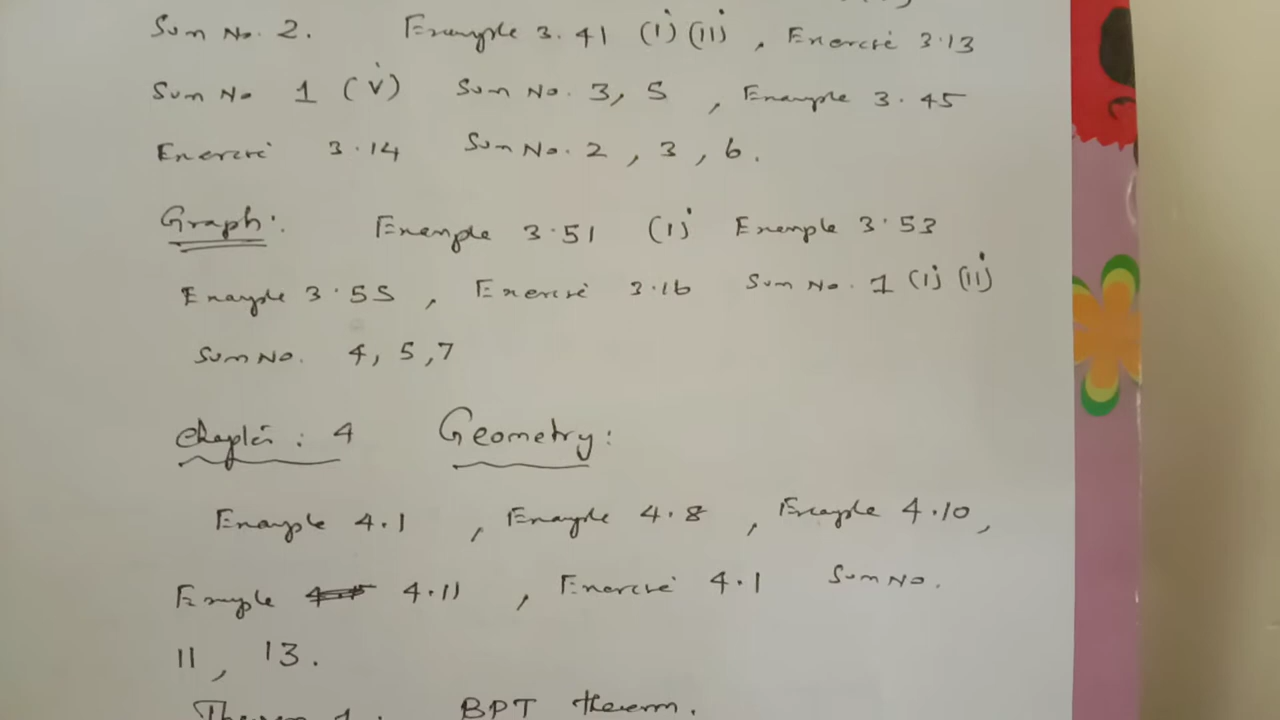 Sum No. 2. Example 3.41 (i) (ii), Exercise 3.13
Sum No 1 (v) Sum No. 3, 5, Example 3.45
Exercise 3.14 Sum No. 2, 3, 6.
Graph: Example 3.51 (i) Example 3.53
Example 3.55, Exercise 3.16 Sum No. 1 (i) (ii)
Sum No. 4, 5, 7
Chapter: 4 Geometry:
Example 4.1, Example 4.8, Example 4.10,
Example 4.11, Exercise 4.1 Sum No.
11, 13.
Theorem 1: BPT theorem.